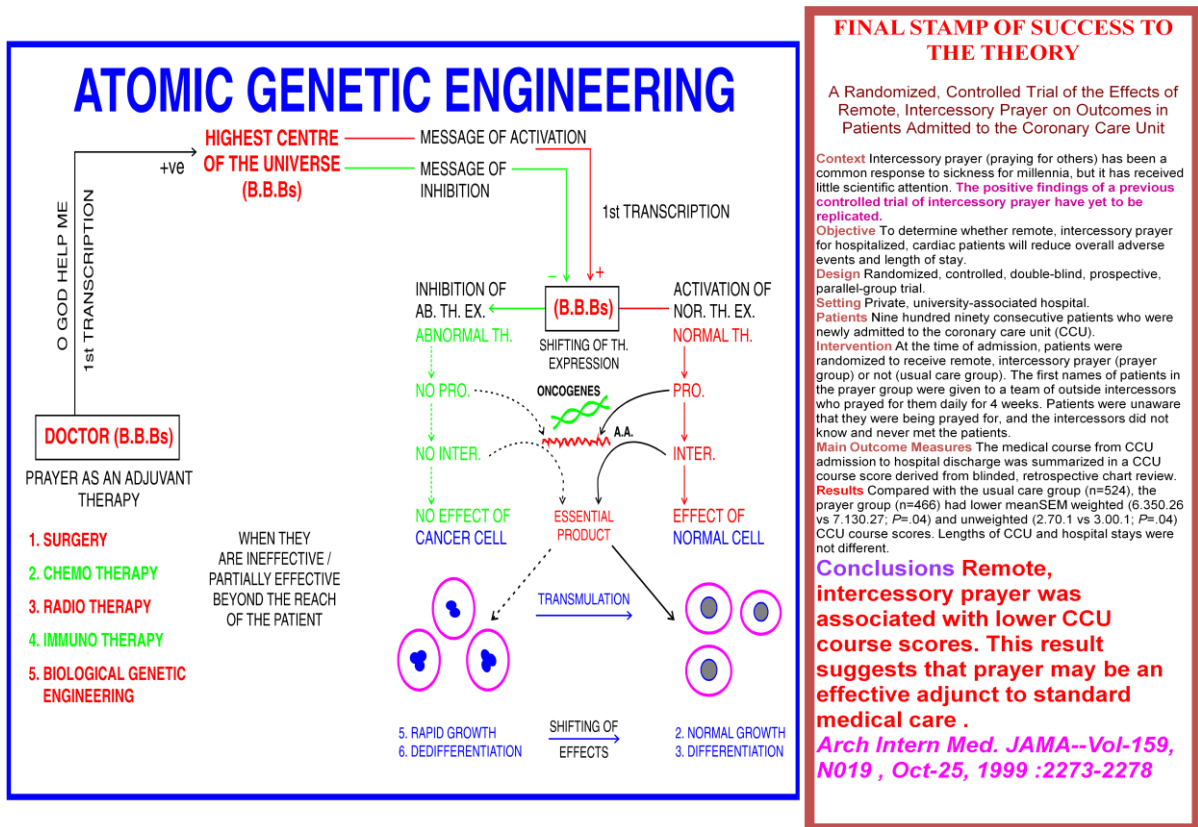 ATOMIC GENETIC ENGINEERING
HIGHEST CENTRE
OF THE UNIVERSE
(B.B.Bs)
+ve
MESSAGE OF ACTIVATION
MESSAGE OF
INHIBITION
1st TRANSCRIPTION
O GOD HELP ME
1st TRANSCRIPTION
– +
INHIBITION OF
AB. TH. EX.
ABNORMAL TH.
(B.B.Bs)
SHIFTING OF TH.
EXPRESSION
ACTIVATION OF
NOR. TH. EX.
NORMAL TH.
NO PRO.
ONCOGENES
PRO.
A.A.
NO INTER.
INTER.
NO EFFECT OF
CANCER CELL
ESSENTIAL
PRODUCT
EFFECT OF
NORMAL CELL
DOCTOR (B.B.Bs)
PRAYER AS AN ADJUVANT
THERAPY
1. SURGERY
2. CHEMO THERAPY
3. RADIO THERAPY
4. IMMUNO THERAPY
5. BIOLOGICAL GENETIC
ENGINEERING
WHEN THEY
ARE INEFFECTIVE /
PARTIALLY EFFECTIVE
BEYOND THE REACH
OF THE PATIENT
TRANSMULATION
5. RAPID GROWTH
6. DEDIFFERENTIATION
SHIFTING OF
EFFECTS
2. NORMAL GROWTH
3. DIFFERENTIATION
FINAL STAMP OF SUCCESS TO
THE THEORY
A Randomized, Controlled Trial of the Effects of
Remote, Intercessory Prayer on Outcomes in
Patients Admitted to the Coronary Care Unit
Context Intercessory prayer (praying for others) has been a
common response to sickness for millennia, but it has received
little scientific attention. The positive findings of a previous
controlled trial of intercessory prayer have yet to be
replicated.
Objective To determine whether remote, intercessory prayer
for hospitalized, cardiac patients will reduce overall adverse
events and length of stay.
Design Randomized, controlled, double-blind, prospective,
parallel-group trial.
Setting Private, university-associated hospital.
Patients Nine hundred ninety consecutive patients who were
newly admitted to the coronary care unit (CCU).
Intervention At the time of admission, patients were
randomized to receive remote, intercessory prayer (prayer
group) or not (usual care group). The first names of patients in
the prayer group were given to a team of outside intercessors
who prayed for them daily for 4 weeks. Patients were unaware
that they were being prayed for, and the intercessors did not
know and never met the patients.
Main Outcome Measures The medical course from CCU
admission to hospital discharge was summarized in a CCU
course score derived from blinded, retrospective chart review.
Results Compared with the usual care group (n=524), the
prayer group (n=466) had lower meanSEM weighted (6.350.26
vs 7.130.27; P=.04) and unweighted (2.70.1 vs 3.00.1; P=.04)
CCU course scores. Lengths of CCU and hospital stays were
not different.
Conclusions Remote,
intercessory prayer was
associated with lower CCU
course scores. This result
suggests that prayer may be an
effective adjunct to standard
medical care .
Arch Intern Med. JAMA--Vol-159,
N019 , Oct-25, 1999 :2273-2278